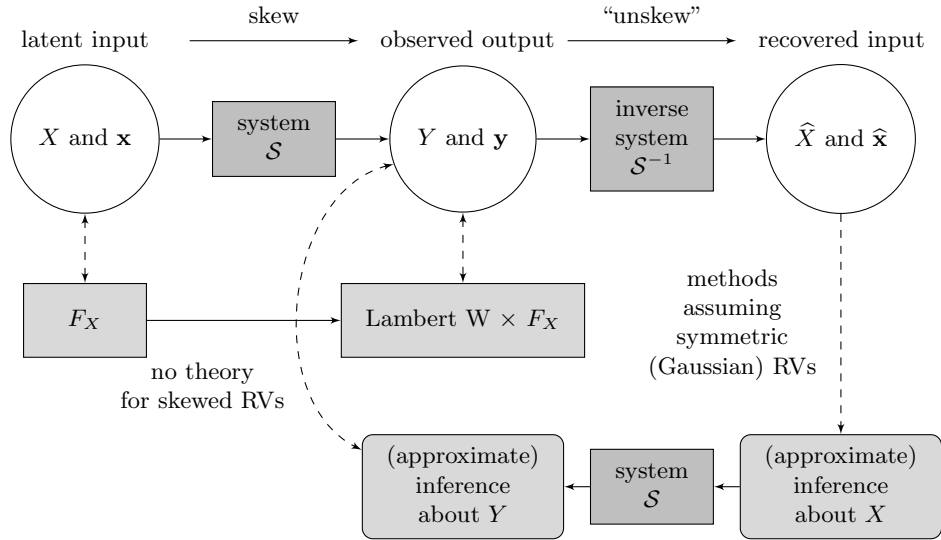 skew
“unskew”
latent input
observed output
recovered input
X and x
system
S
Y and y
inverse
system
S⁻¹
X̂ and x̂
F_X
Lambert W × F_X
methods
assuming
symmetric
(Gaussian) RVs
no theory
for skewed RVs
(approximate)
inference
about Y
system
S
(approximate)
inference
about X